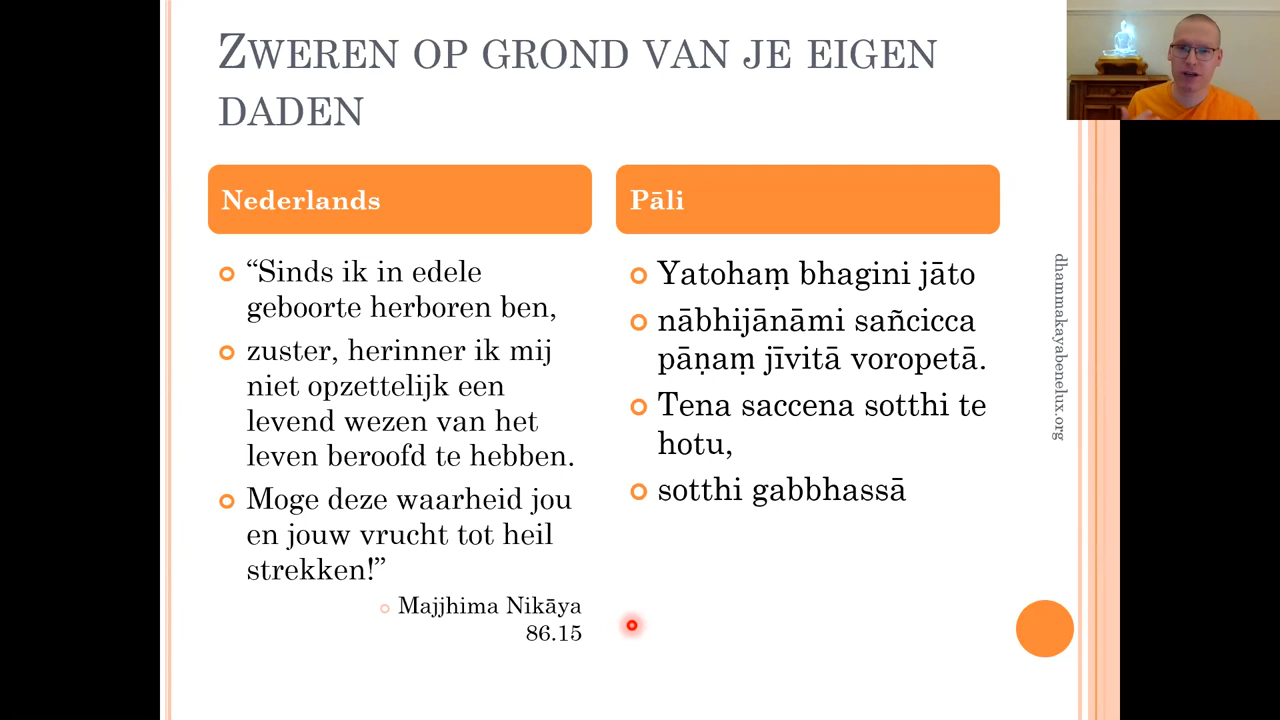 Zweren op grond van je eigen
daden
Nederlands
“Sinds ik in edele
geboorte herboren ben,
zuster, herinner ik mij
niet opzettelijk een
levend wezen van het
leven beroofd te hebben.
Moge deze waarheid jou
en jouw vrucht tot heil
strekken!”
Majjhima Nikāya
86.15
Pāli
Yatohaṃ bhagini jāto
nābhijānāmi sañcicca
pāṇaṃ jīvitā voropetā.
Tena saccena sotthi te
hotu,
sotthi gabbhassā
dhammakayabenelux.org